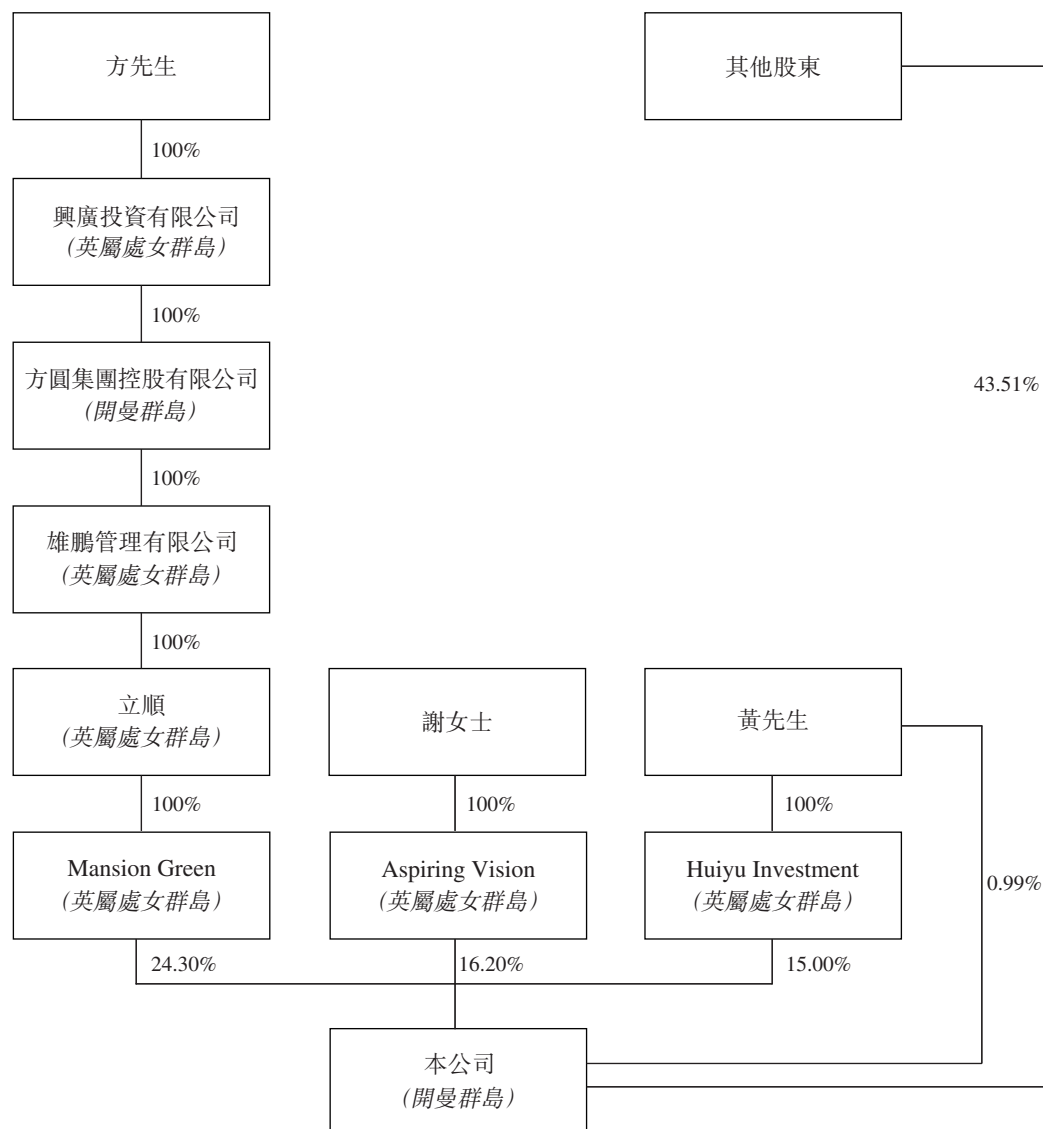 方先生
其他股東
100%
興廣投資有限公司
(英屬處女群島)
100%
方圓集團控股有限公司
(開曼群島)
43.51%
100%
雄鵬管理有限公司
(英屬處女群島)
100%
立順
(英屬處女群島)
謝女士
黃先生
100%
100%
100%
Mansion Green
(英屬處女群島)
Aspiring Vision
(英屬處女群島)
Huiyu Investment
(英屬處女群島)
0.99%
24.30%
16.20%
15.00%
本公司
(開曼群島)